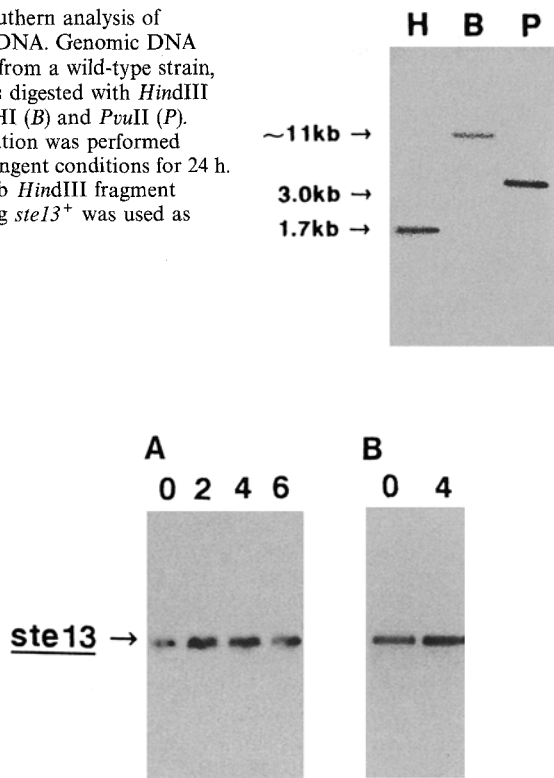 uthern analysis of
DNA. Genomic DNA
from a wild-type strain,
s digested with HindIII
HI (B) and PvuII (P).
tion was performed
ngent conditions for 24 h.
b HindIII fragment
g ste13+ was used as
H B P
~11kb →
3.0kb →
1.7kb →
A B
0 2 4 6 0 4
ste13 →